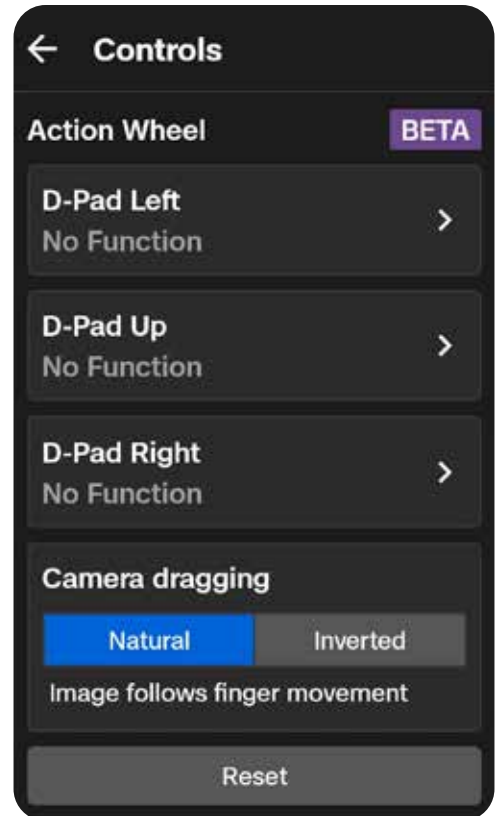 Controls
Action Wheel BETA
D-Pad Left
No Function
D-Pad Up
No Function
D-Pad Right
No Function
Camera dragging
Natural Inverted
Image follows finger movement
Reset